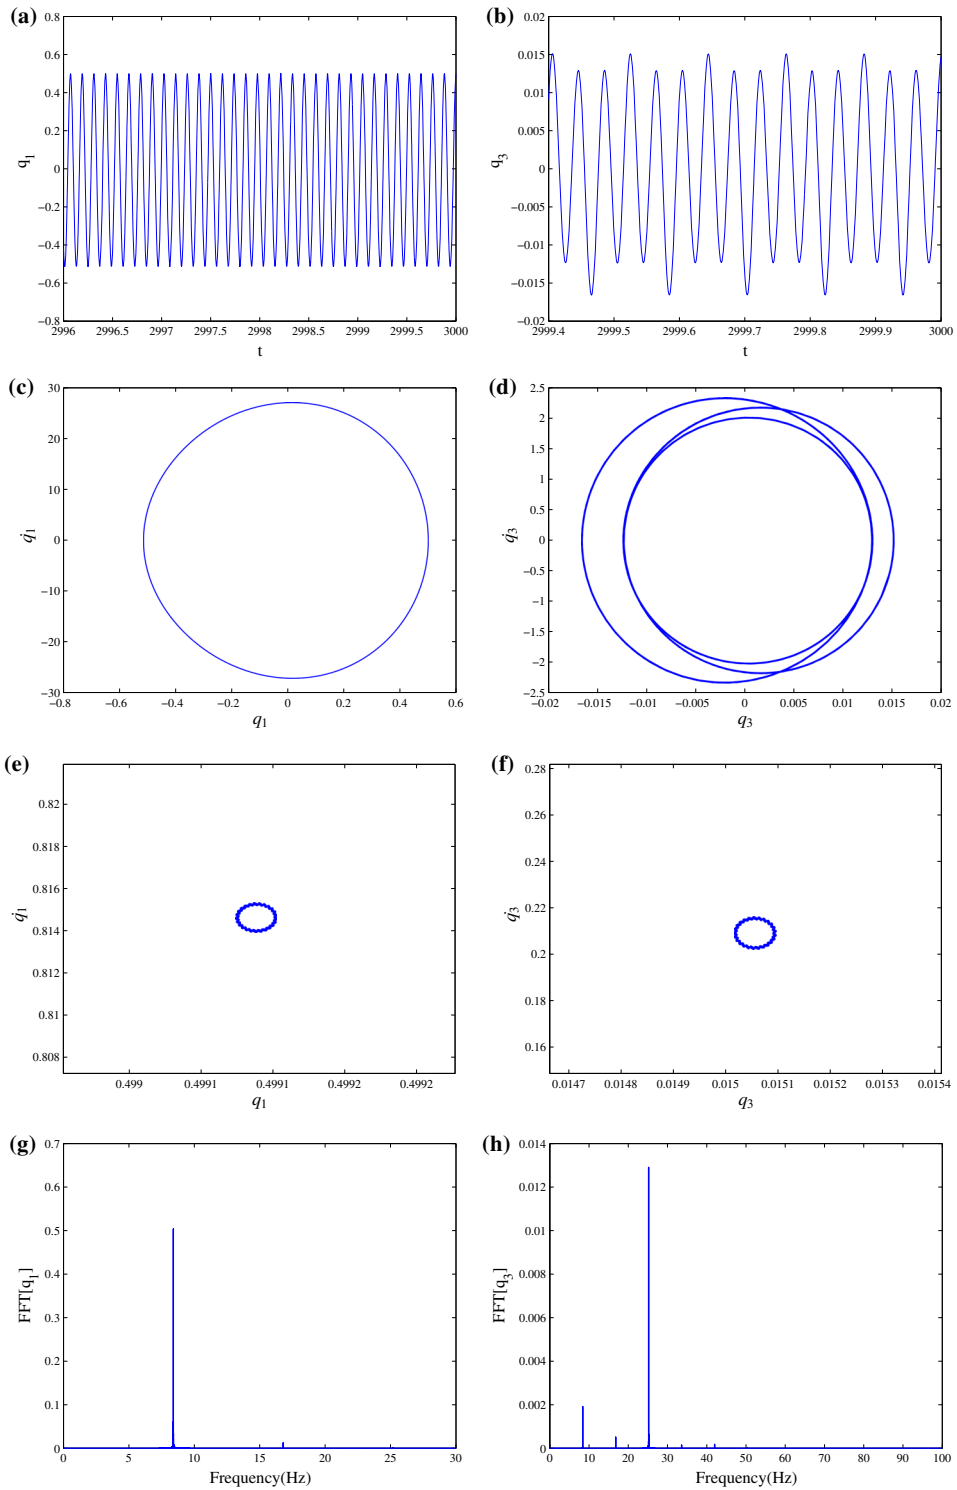 (a)
0.8
0.6
0.4
0.2
0
−0.2
−0.4
−0.6
−0.8
q1
2996 2996.5 2997 2997.5 2998 2998.5 2999 2999.5 3000
t
(b)
0.02
0.015
0.01
0.005
0
−0.005
−0.01
−0.015
−0.02
q3
2999.4 2999.5 2999.6 2999.7 2999.8 2999.9 3000
t
(c)
30
20
10
0
−10
−20
−30
q̇1
−0.8 −0.6 −0.4 −0.2 0 0.2 0.4 0.6
q1
(d)
2.5
2
1.5
1
0.5
0
−0.5
−1
−1.5
−2
−2.5
q̇3
−0.02 −0.015 −0.01 −0.005 0 0.005 0.01 0.015 0.02
q3
(e)
0.82
0.818
0.816
0.814
0.812
0.81
0.808
q̇1
0.499 0.4991 0.4991 0.4992 0.4992
q1
(f)
0.28
0.26
0.24
0.22
0.2
0.18
0.16
q̇3
0.0147 0.0148 0.0149 0.015 0.0151 0.0152 0.0153 0.0154
q3
(g)
0.7
0.6
0.5
0.4
0.3
0.2
0.1
0
FFT[q1]
0 5 10 15 20 25 30
Frequency(Hz)
(h)
0.014
0.012
0.01
0.008
0.006
0.004
0.002
0
FFT[q3]
0 10 20 30 40 50 60 70 80 90 100
Frequency(Hz)